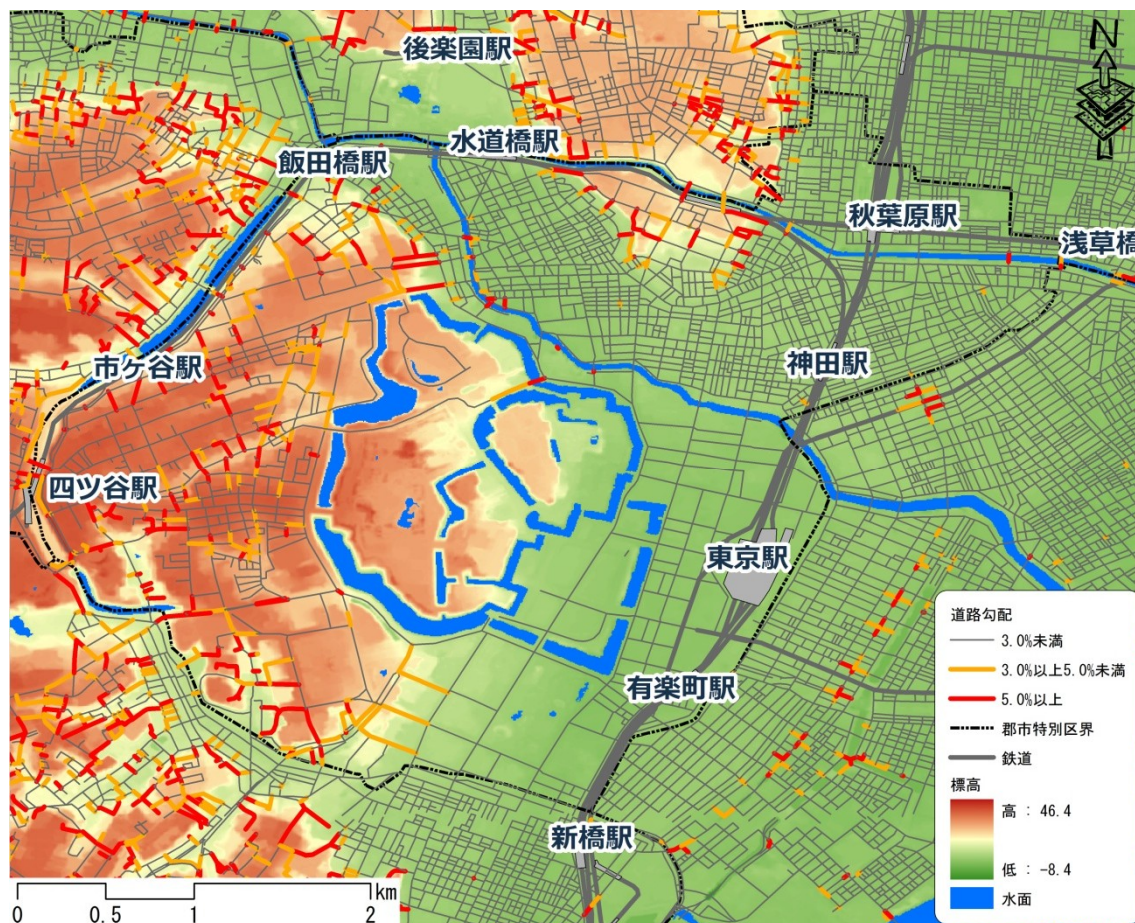 後楽園駅
N
水道橋駅
飯田橋駅
秋葉原駅
浅草橋
市ヶ谷駅
神田駅
四ツ谷駅
東京駅
有楽町駅
新橋駅
道路勾配
3.0%未満
3.0%以上5.0%未満
5.0%以上
郡市特別区界
鉄道
標高
高 : 46.4
低 : -8.4
水面
km
0 0.5 1 2